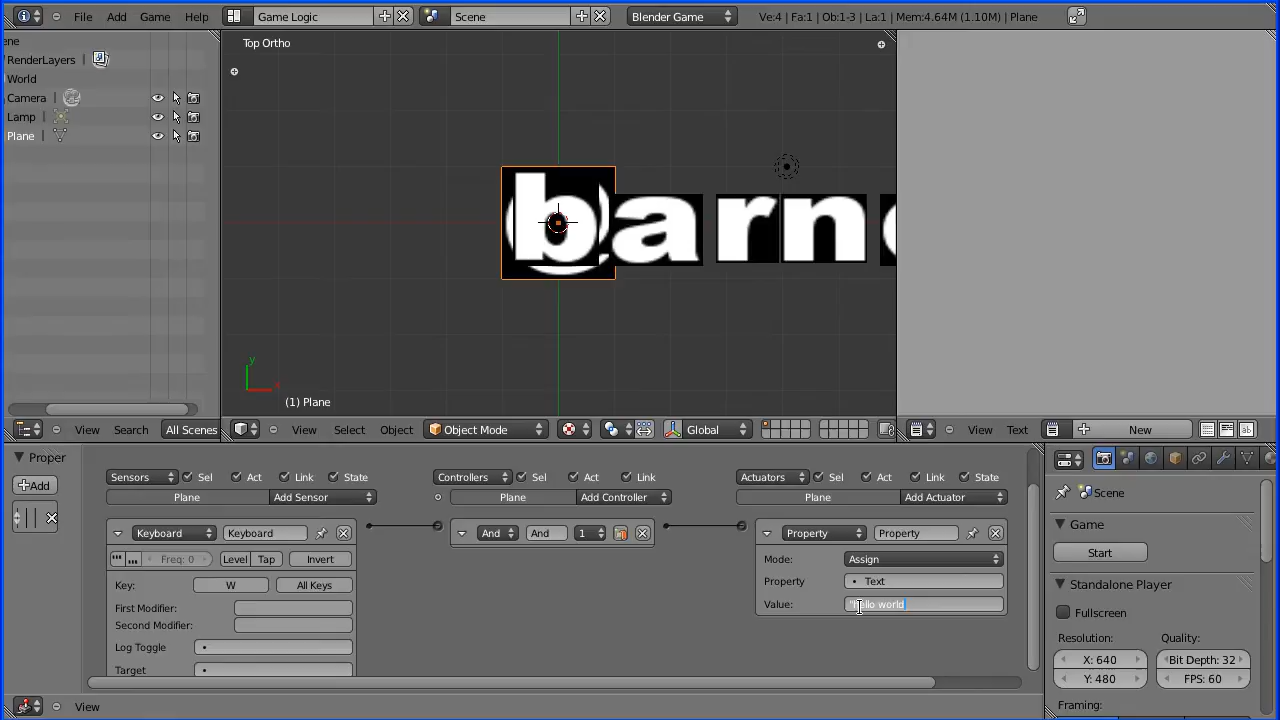 File Add Game Help Game Logic Scene Blender Game Ve:4 | Fa:1 | Ob:1-3 | La:1 | Mem:4.64M (1.10M) | Plane
ene
RenderLayers |
World
Camera |
Lamp |
Plane |
Top Ortho
barn
y
x
(1) Plane
View Search All Scenes
View Select Object Object Mode Global
View Text New
Proper
Add
Sensors Sel Act Link State
Plane Add Sensor
Keyboard Keyboard
Freq: 0 Level Tap Invert
Key: W All Keys
First Modifier:
Second Modifier:
Log Toggle
Target
Controllers Sel Act Link
Plane Add Controller
And And 1
Actuators Sel Act Link State
Plane Add Actuator
Property Property
Mode: Assign
Property Text
Value: "hello world
View
Scene
Game
Start
Standalone Player
Fullscreen
Resolution: Quality:
X: 640 Bit Depth: 32
Y: 480 FPS: 60
Framing: